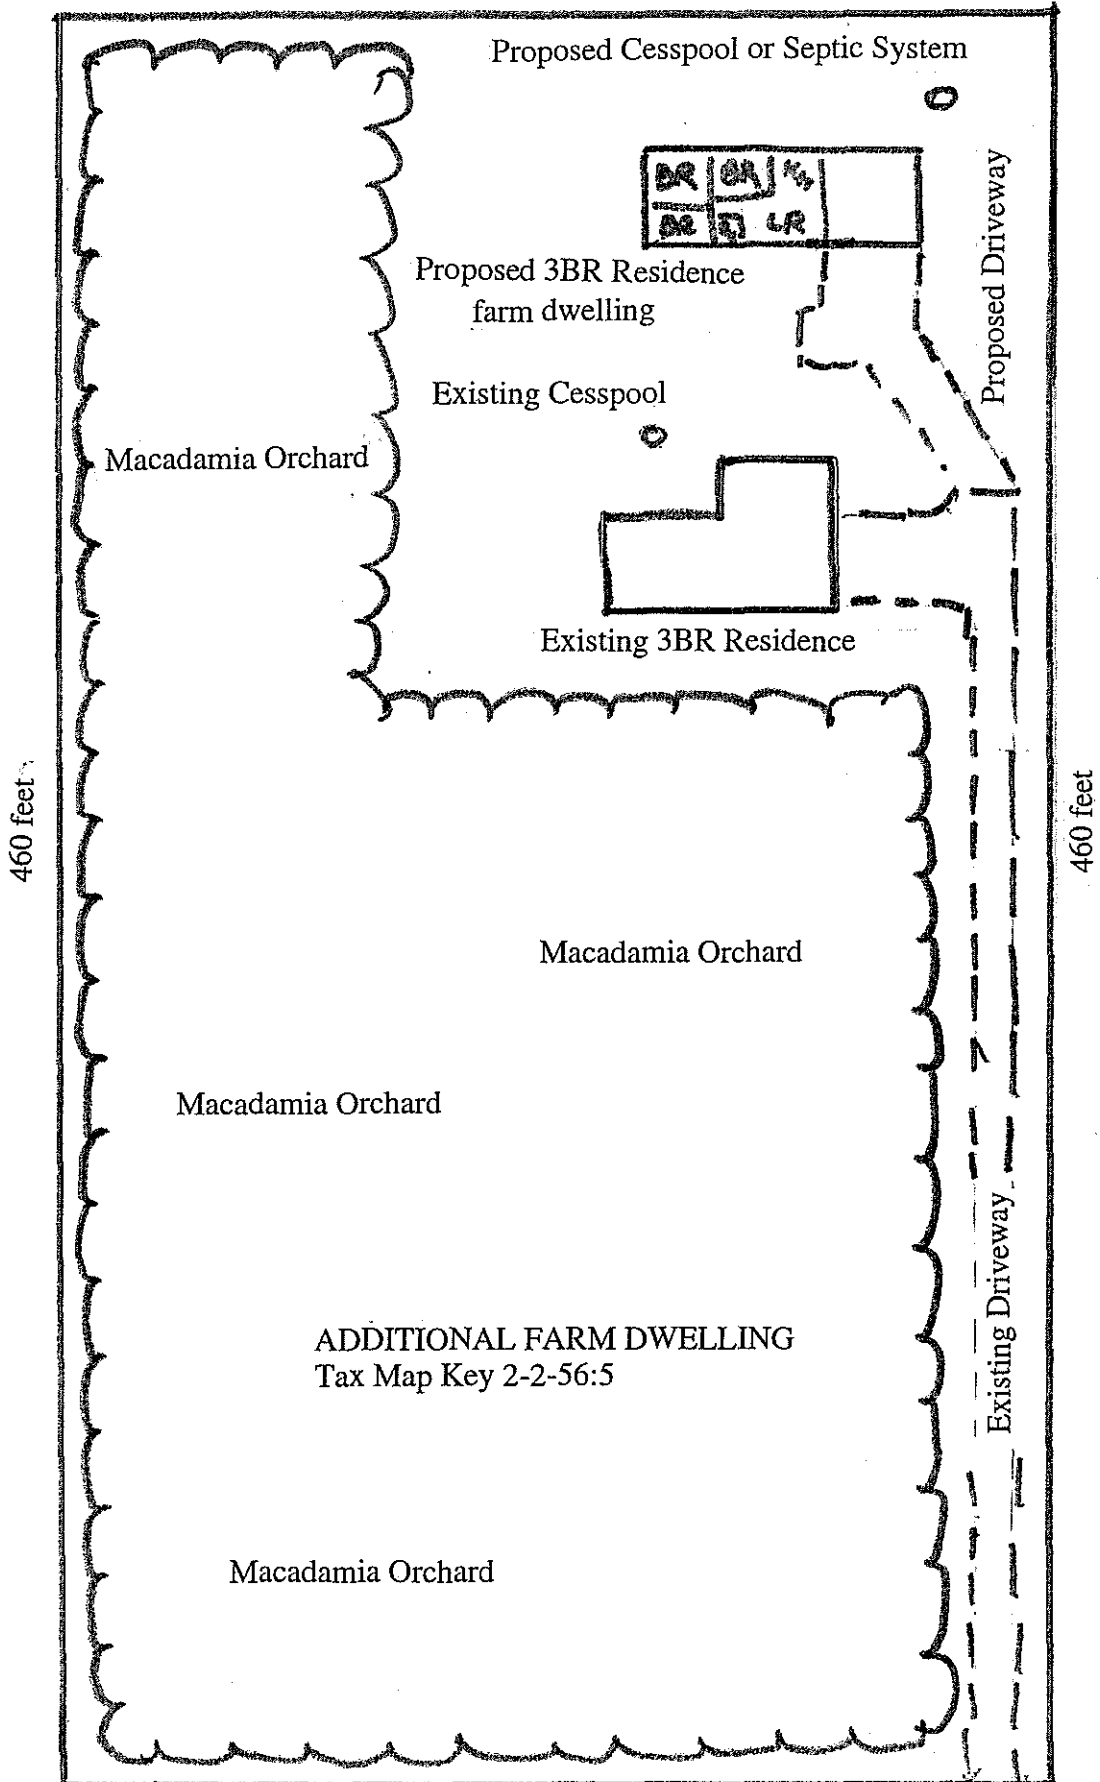 Proposed Cesspool or Septic System
BR
BR
BR
LR
Proposed Driveway
Proposed 3BR Residence
farm dwelling
Existing Cesspool
Macadamia Orchard
Existing 3BR Residence
460 feet
460 feet
Macadamia Orchard
Macadamia Orchard
Existing Driveway
ADDITIONAL FARM DWELLING
Tax Map Key 2-2-56:5
Macadamia Orchard